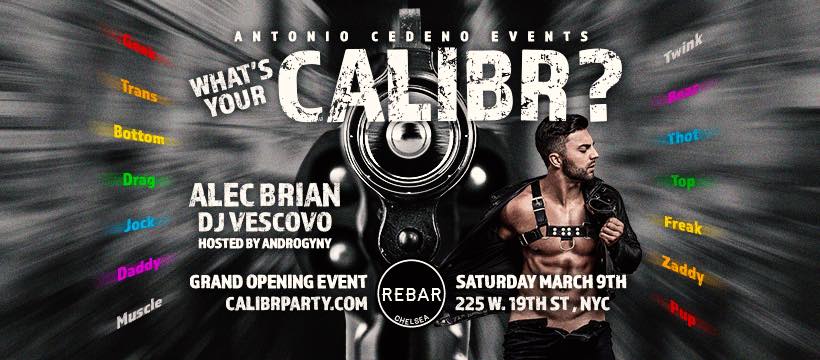 ANTONIO CEDENO EVENTS
WHAT'S
YOUR
CALIBR?
Geek
Trans
Bottom
Drag
Jock
Daddy
Muscle
Twink
Bear
Thot
Top
Freak
Zaddy
Pup
ALEC BRIAN
DJ VESCOVO
HOSTED BY ANDROGYNY
GRAND OPENING EVENT
CALIBRPARTY.COM
REBAR
CHELSEA
SATURDAY MARCH 9TH
225 W. 19TH ST , NYC